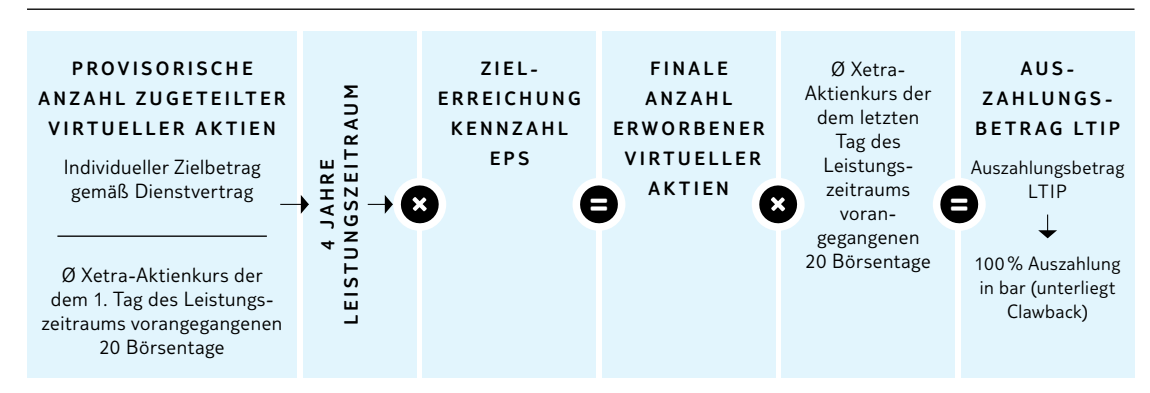 PROVISORISCHE
ANZAHL ZUGETEILTER
VIRTUELLER AKTIEN
Individueller Zielbetrag
gemäß Dienstvertrag
Ø Xetra-Aktienkurs der
dem 1. Tag des Leistungs-
zeitraums vorangegangenen
20 Börsentage
4 JAHRE
LEISTUNGSZEITRAUM
×
ZIEL-
ERREICHUNG
KENNZAHL
EPS
=
FINALE
ANZAHL
ERWORBENER
VIRTUELLER
AKTIEN
×
Ø Xetra-
Aktienkurs der
dem letzten
Tag des
Leistungs-
zeitraums
voran-
gegangenen
20 Börsentage
=
AUS-
ZAHLUNGS-
BETRAG LTIP
Auszahlungsbetrag
LTIP
100 % Auszahlung
in bar (unterliegt
Clawback)